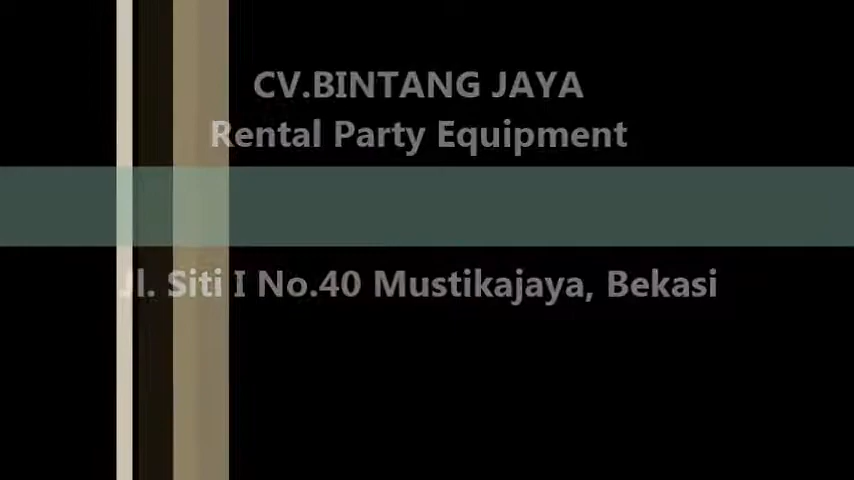 CV.BINTANG JAYA
Rental Party Equipment
Jl. Siti I No.40 Mustikajaya, Bekasi